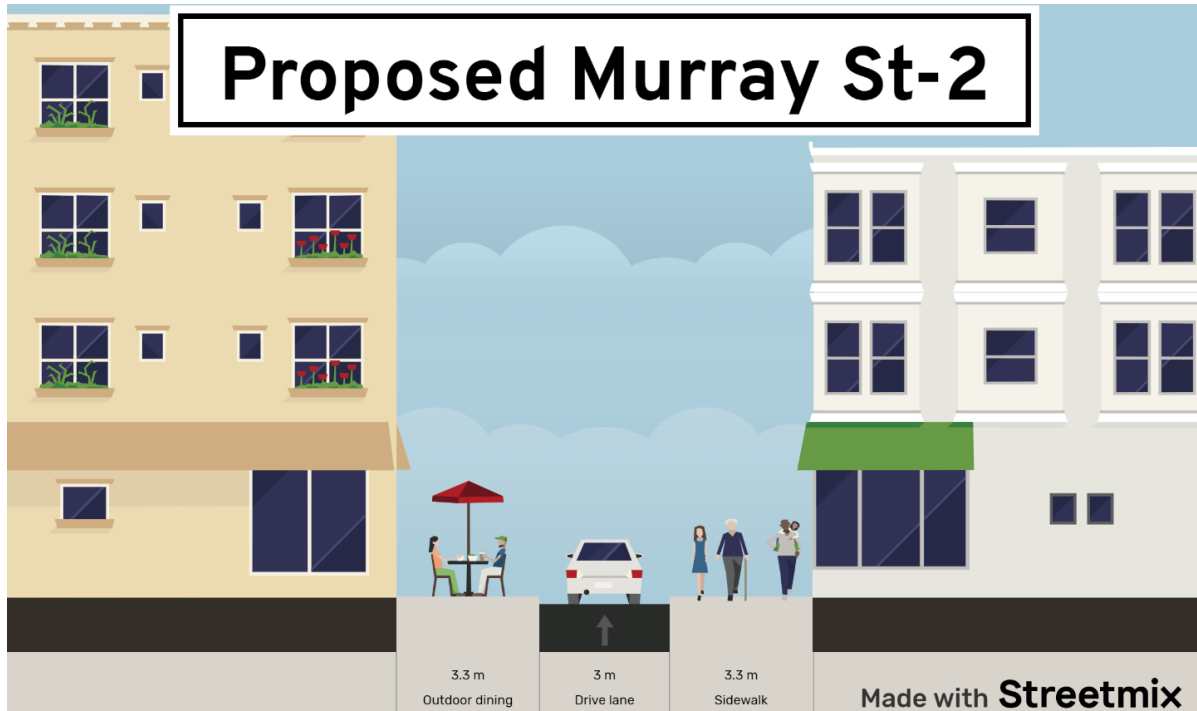 Proposed Murray St-2
3.3 m
Outdoor dining
3 m
Drive lane
3.3 m
Sidewalk
Made with Streetmix